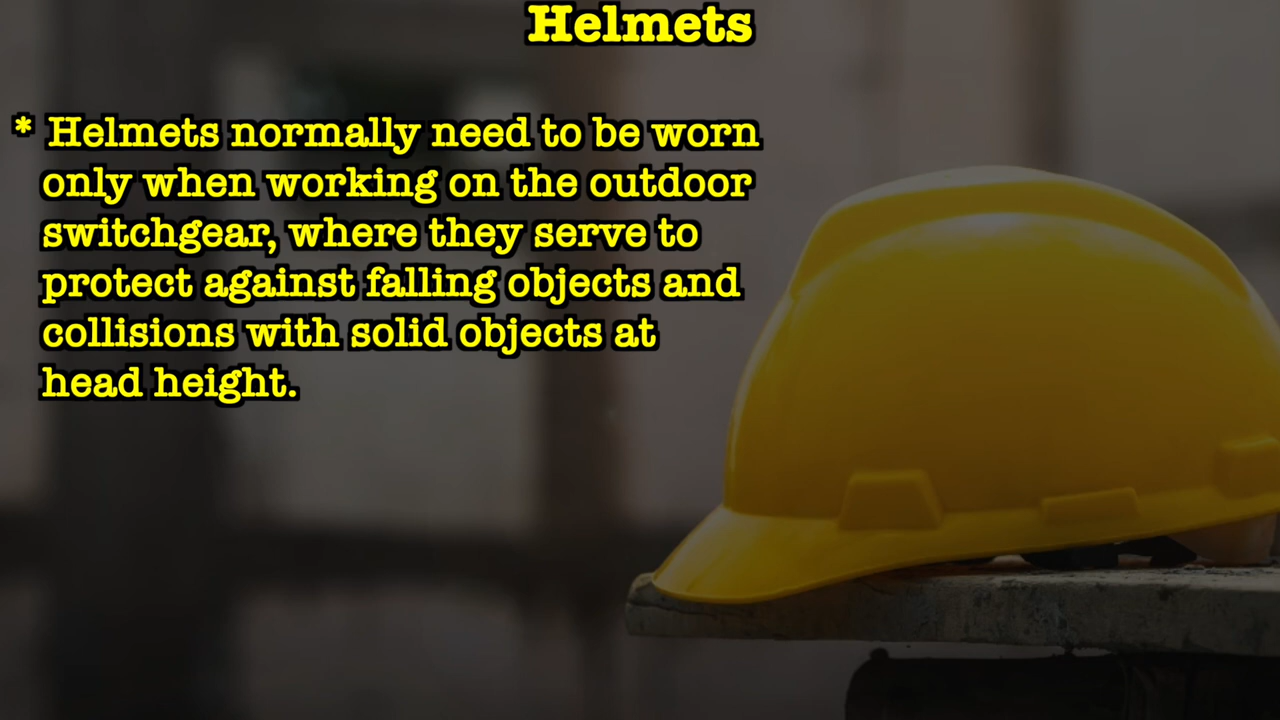 Helmets
* Helmets normally need to be worn
only when working on the outdoor
switchgear, where they serve to
protect against falling objects and
collisions with solid objects at
head height.